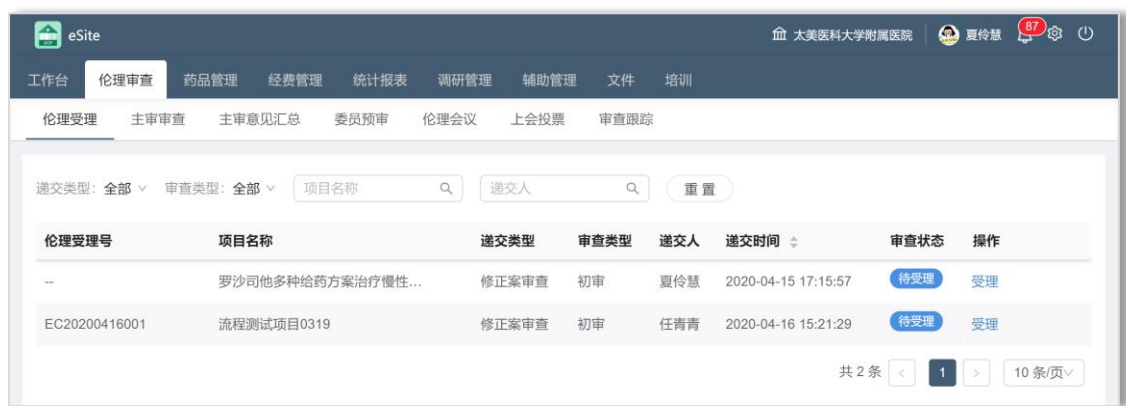 eSite 太美医科大学附属医院 夏伶慧 87
工作台 伦理审查 药品管理 经费管理 统计报表 调研管理 辅助管理 文件 培训
伦理受理 主审审查 主审意见汇总 委员预审 伦理会议 上会投票 审查跟踪
递交类型: 全部 审查类型: 全部 项目名称 递交人 重 置
伦理受理号 项目名称 递交类型 审查类型 递交人 递交时间 审查状态 操作
-- 罗沙司他多种给药方案治疗慢性... 修正案审查 初审 夏伶慧 2020-04-15 17:15:57 待受理 受理
EC20200416001 流程测试项目0319 修正案审查 初审 任青青 2020-04-16 15:21:29 待受理 受理
共 2 条 < 1 > 10 条/页